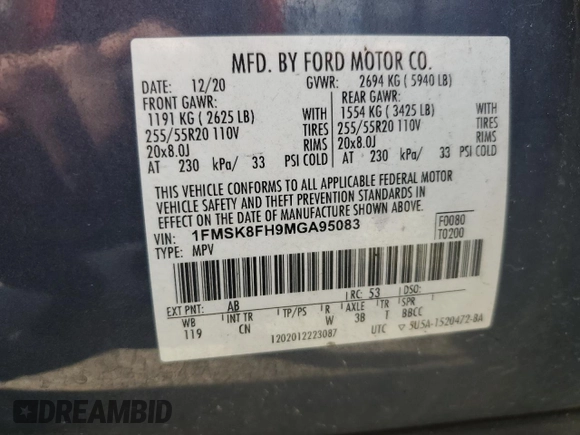 MFD. BY FORD MOTOR CO.
DATE: 12/20 GVWR: 2694 KG ( 5940 LB)
FRONT GAWR: REAR GAWR:
1191 KG ( 2625 LB) 1554 KG ( 3425 LB)
255/55R20 110V TIRES 255/55R20 110V TIRES
20x8.0J RIMS 20x8.0J RIMS
AT 230 kPa/ 33 PSI COLD AT 230 kPa/ 33 PSI COLD
THIS VEHICLE CONFORMS TO ALL APPLICABLE FEDERAL MOTOR
VEHICLE SAFETY AND THEFT PREVENTION STANDARDS IN
EFFECT ON THE DATE OF MANUFACTURE SHOWN ABOVE.
VIN: 1FMSK8FH9MGA95083 F0080
TYPE: MPV T0200
EXT PNT: AB RC: 53 DSO:
WB INT TR TP/PS R AXLE TR SPR
119 CN W 3B T BBCC
1202012223087 UTC SU5A-1520472-BA
DREAMBID